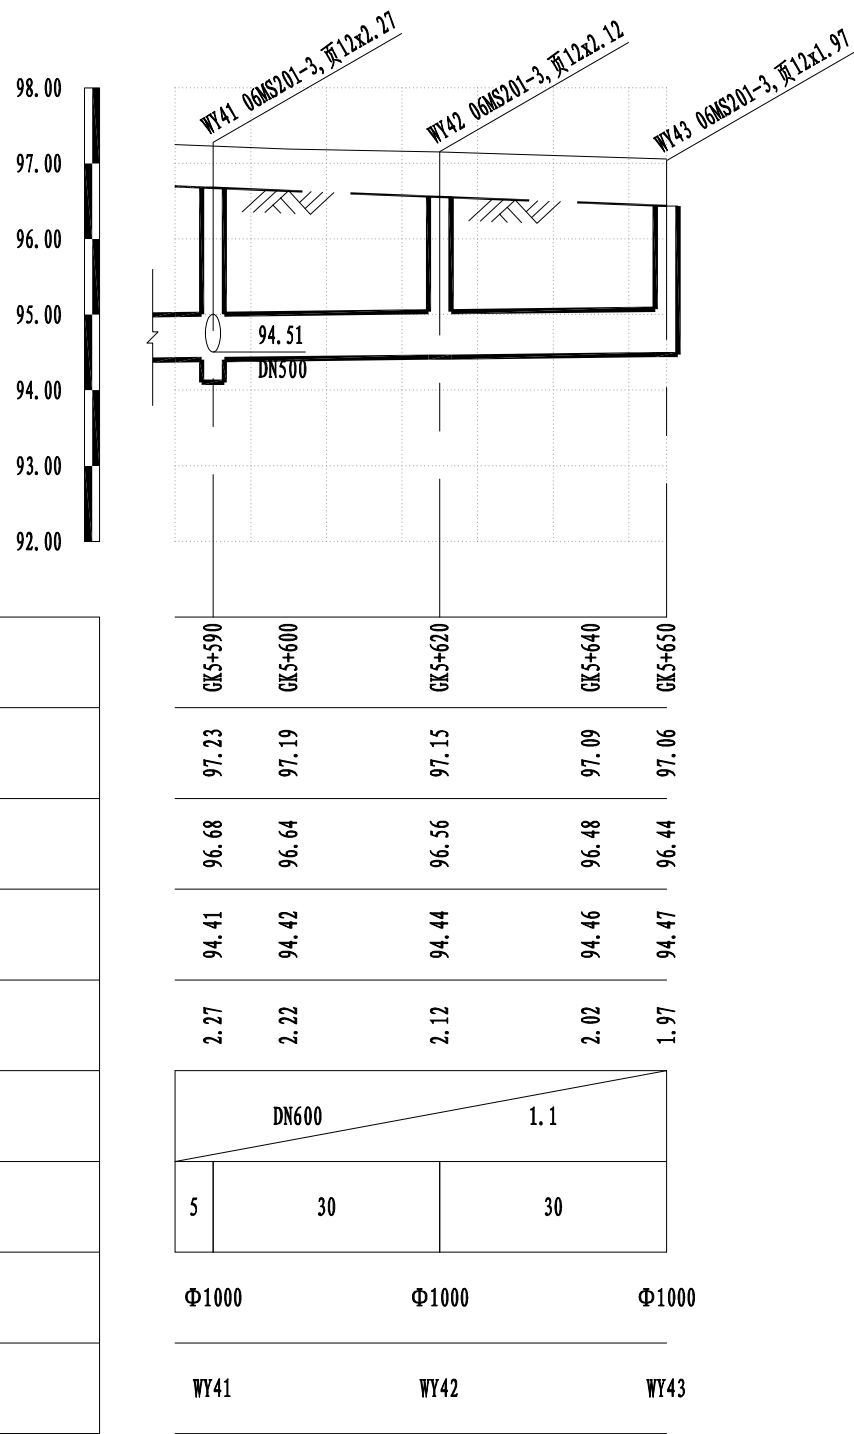 WY41 06MS201-3, 页12x2.27
WY42 06MS201-3, 页12x2.12
WY43 06MS201-3, 页12x1.97
98.00
97.00
96.00
95.00
94.00
93.00
92.00
94.51
DN500
GK5+590 GK5+600 GK5+620 GK5+640 GK5+650
97.23 97.19 97.15 97.09 97.06
96.68 96.64 96.56 96.48 96.44
94.41 94.42 94.44 94.46 94.47
2.27 2.22 2.12 2.02 1.97
DN600 1.1
5 30 30
Φ1000 Φ1000 Φ1000
WY41 WY42 WY43